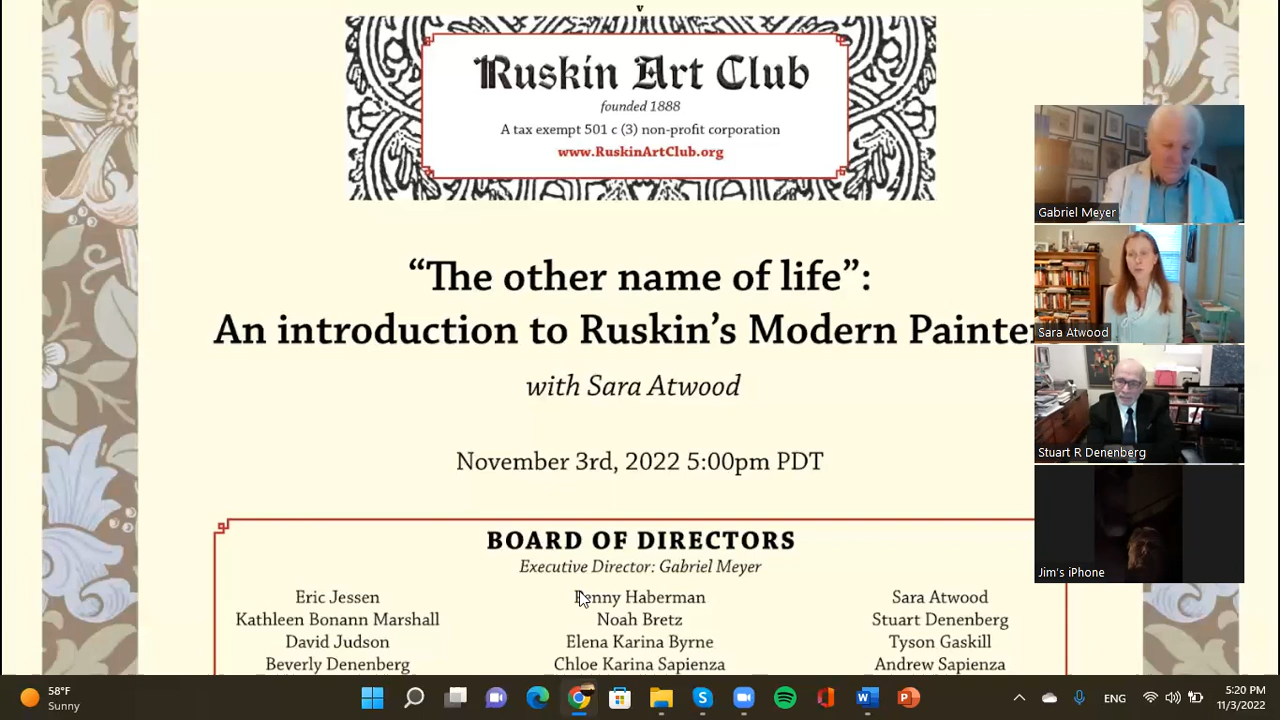 v
Ruskin Art Club
founded 1888
A tax exempt 501 c (3) non-profit corporation
www.RuskinArtClub.org
“The other name of life”:
An introduction to Ruskin’s Modern Painter
with Sara Atwood
November 3rd, 2022 5:00pm PDT
BOARD OF DIRECTORS
Executive Director: Gabriel Meyer
Eric Jessen Penny Haberman Sara Atwood
Kathleen Bonann Marshall Noah Bretz Stuart Denenberg
David Judson Elena Karina Byrne Tyson Gaskill
Beverly Denenberg Chloe Karina Sapienza Andrew Sapienza
Gabriel Meyer
Sara Atwood
Stuart R Denenberg
Jim's iPhone
58°F
Sunny
ENG
5:20 PM
11/3/2022